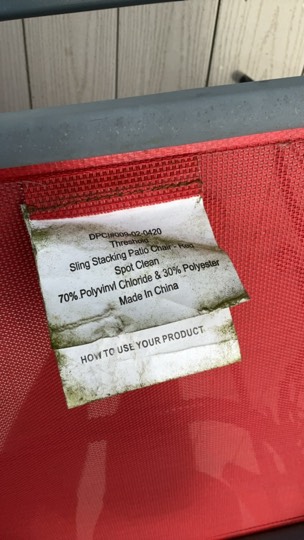 DPCI#009-02-0420
Threshold
Sling Stacking Patio Chair - Red
Spot Clean
70% Polyvinvl Chloride & 30% Polyester
Made In China
HOW TO USE YOUR PRODUCT.